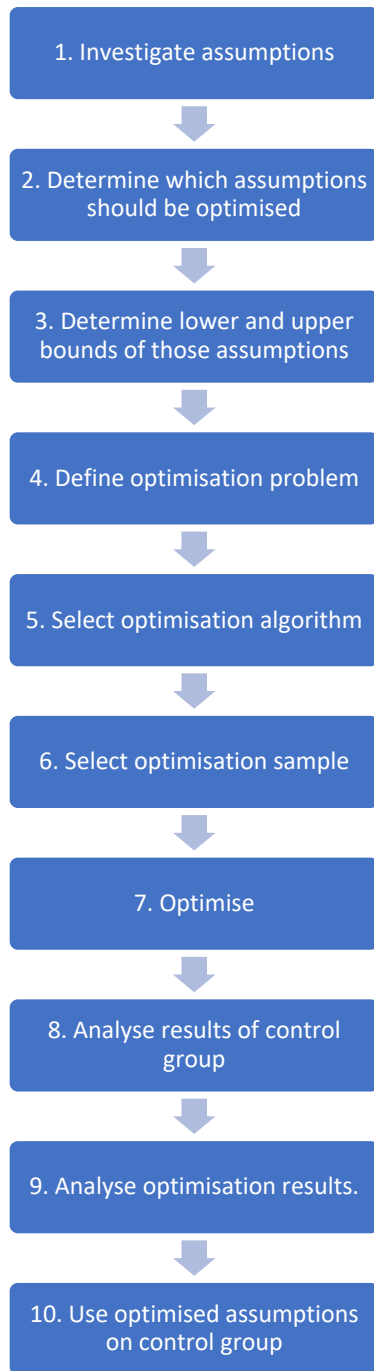 1. Investigate assumptions
2. Determine which assumptions
should be optimised
3. Determine lower and upper
bounds of those assumptions
4. Define optimisation problem
5. Select optimisation algorithm
6. Select optimisation sample
7. Optimise
8. Analyse results of control
group
9. Analyse optimisation results.
10. Use optimised assumptions
on control group